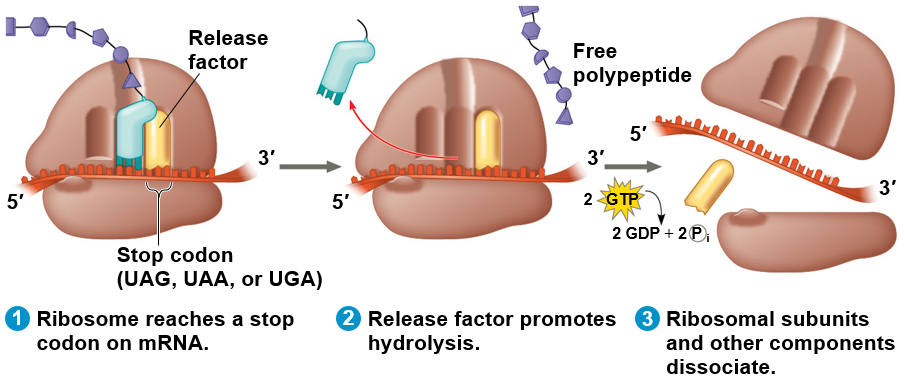 Release
factor
Free
polypeptide
3′
5′
Stop codon
(UAG, UAA, or UGA)
3′
5′
2 GTP
2 GDP + 2 Pi
5′
3′
1 Ribosome reaches a stop
codon on mRNA.
2 Release factor promotes
hydrolysis.
3 Ribosomal subunits
and other components
dissociate.